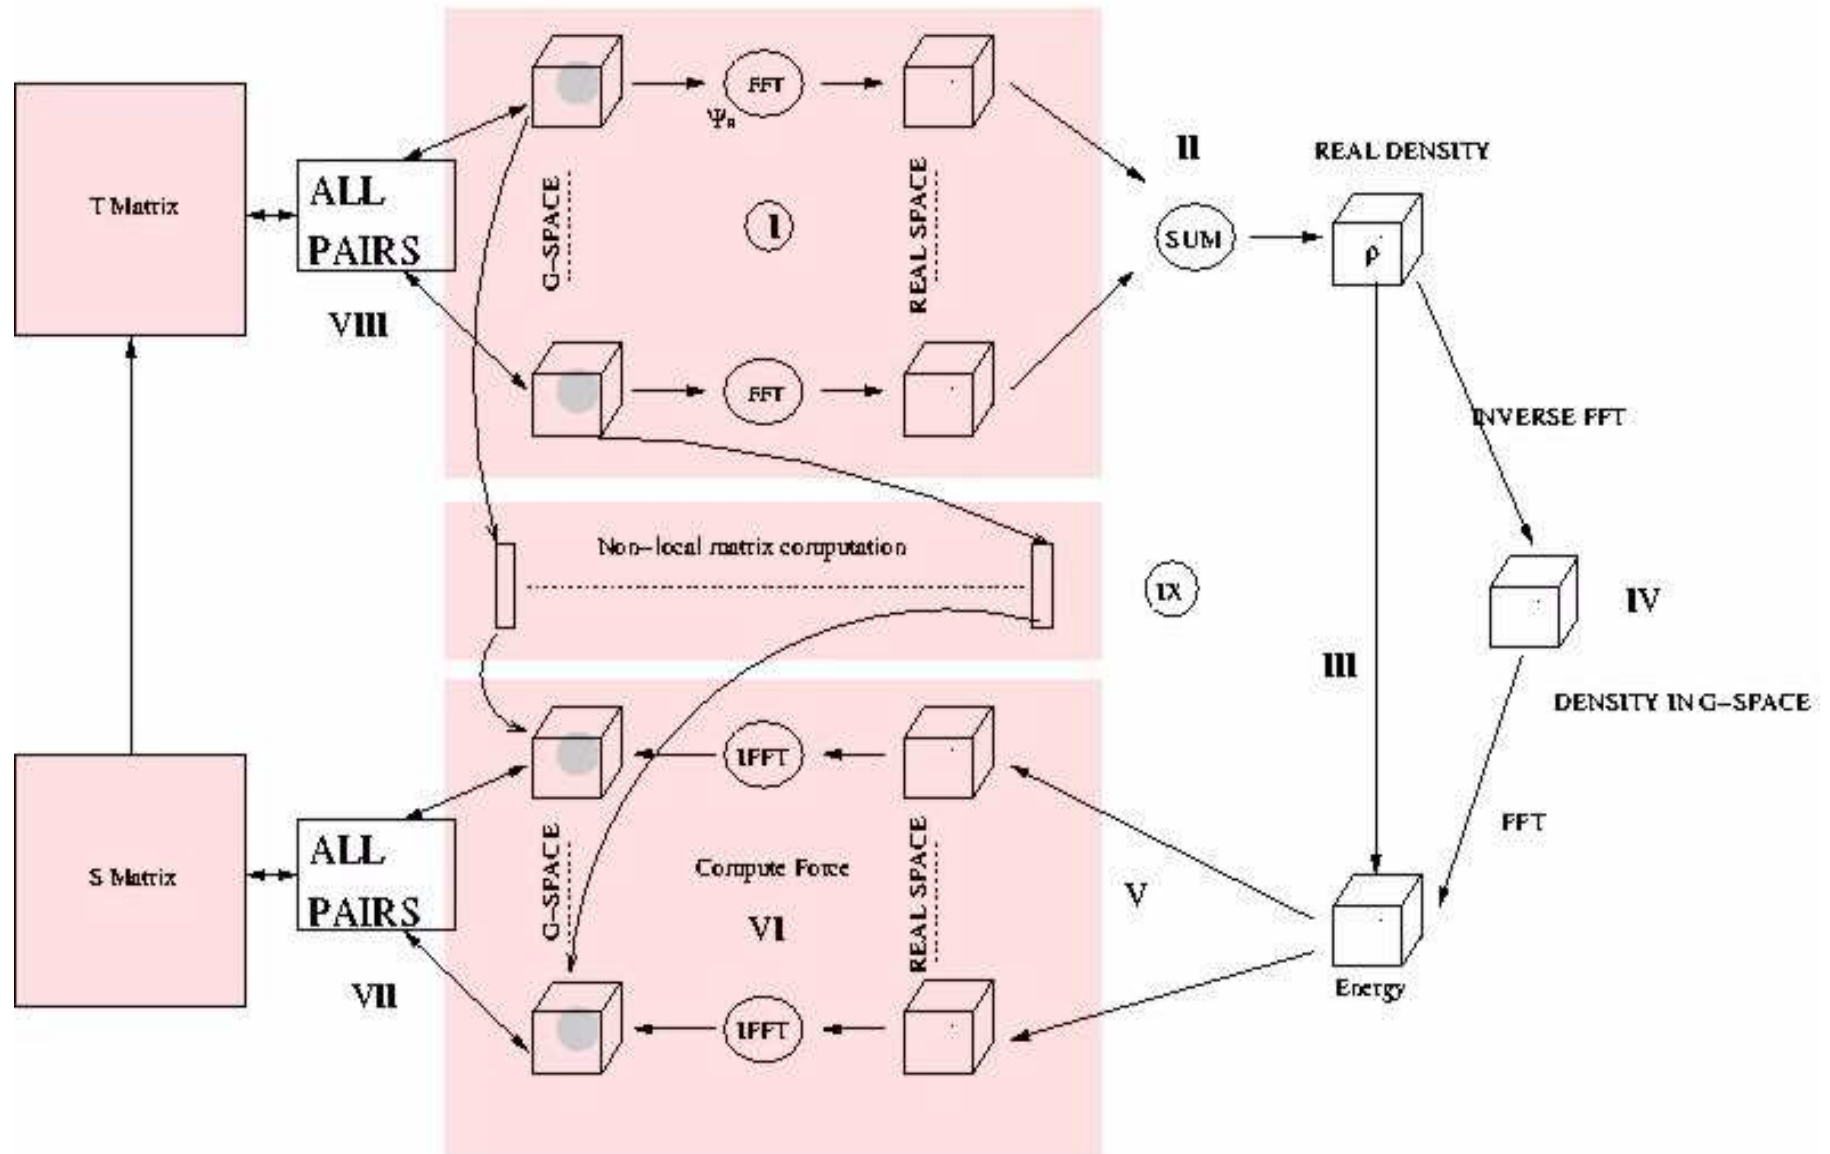 FFT
Ψ
II
REAL DENSITY
T Matrix
ALL
PAIRS
G-SPACE
I
REAL SPACE
SUM
ρ
VIII
FFT
INVERSE FFT
Non-local matrix computation
IX
IV
III
DENSITY IN G-SPACE
IFFT
FFT
S Matrix
ALL
PAIRS
G-SPACE
Compute Force
VI
REAL SPACE
V
VII
Energy
IFFT